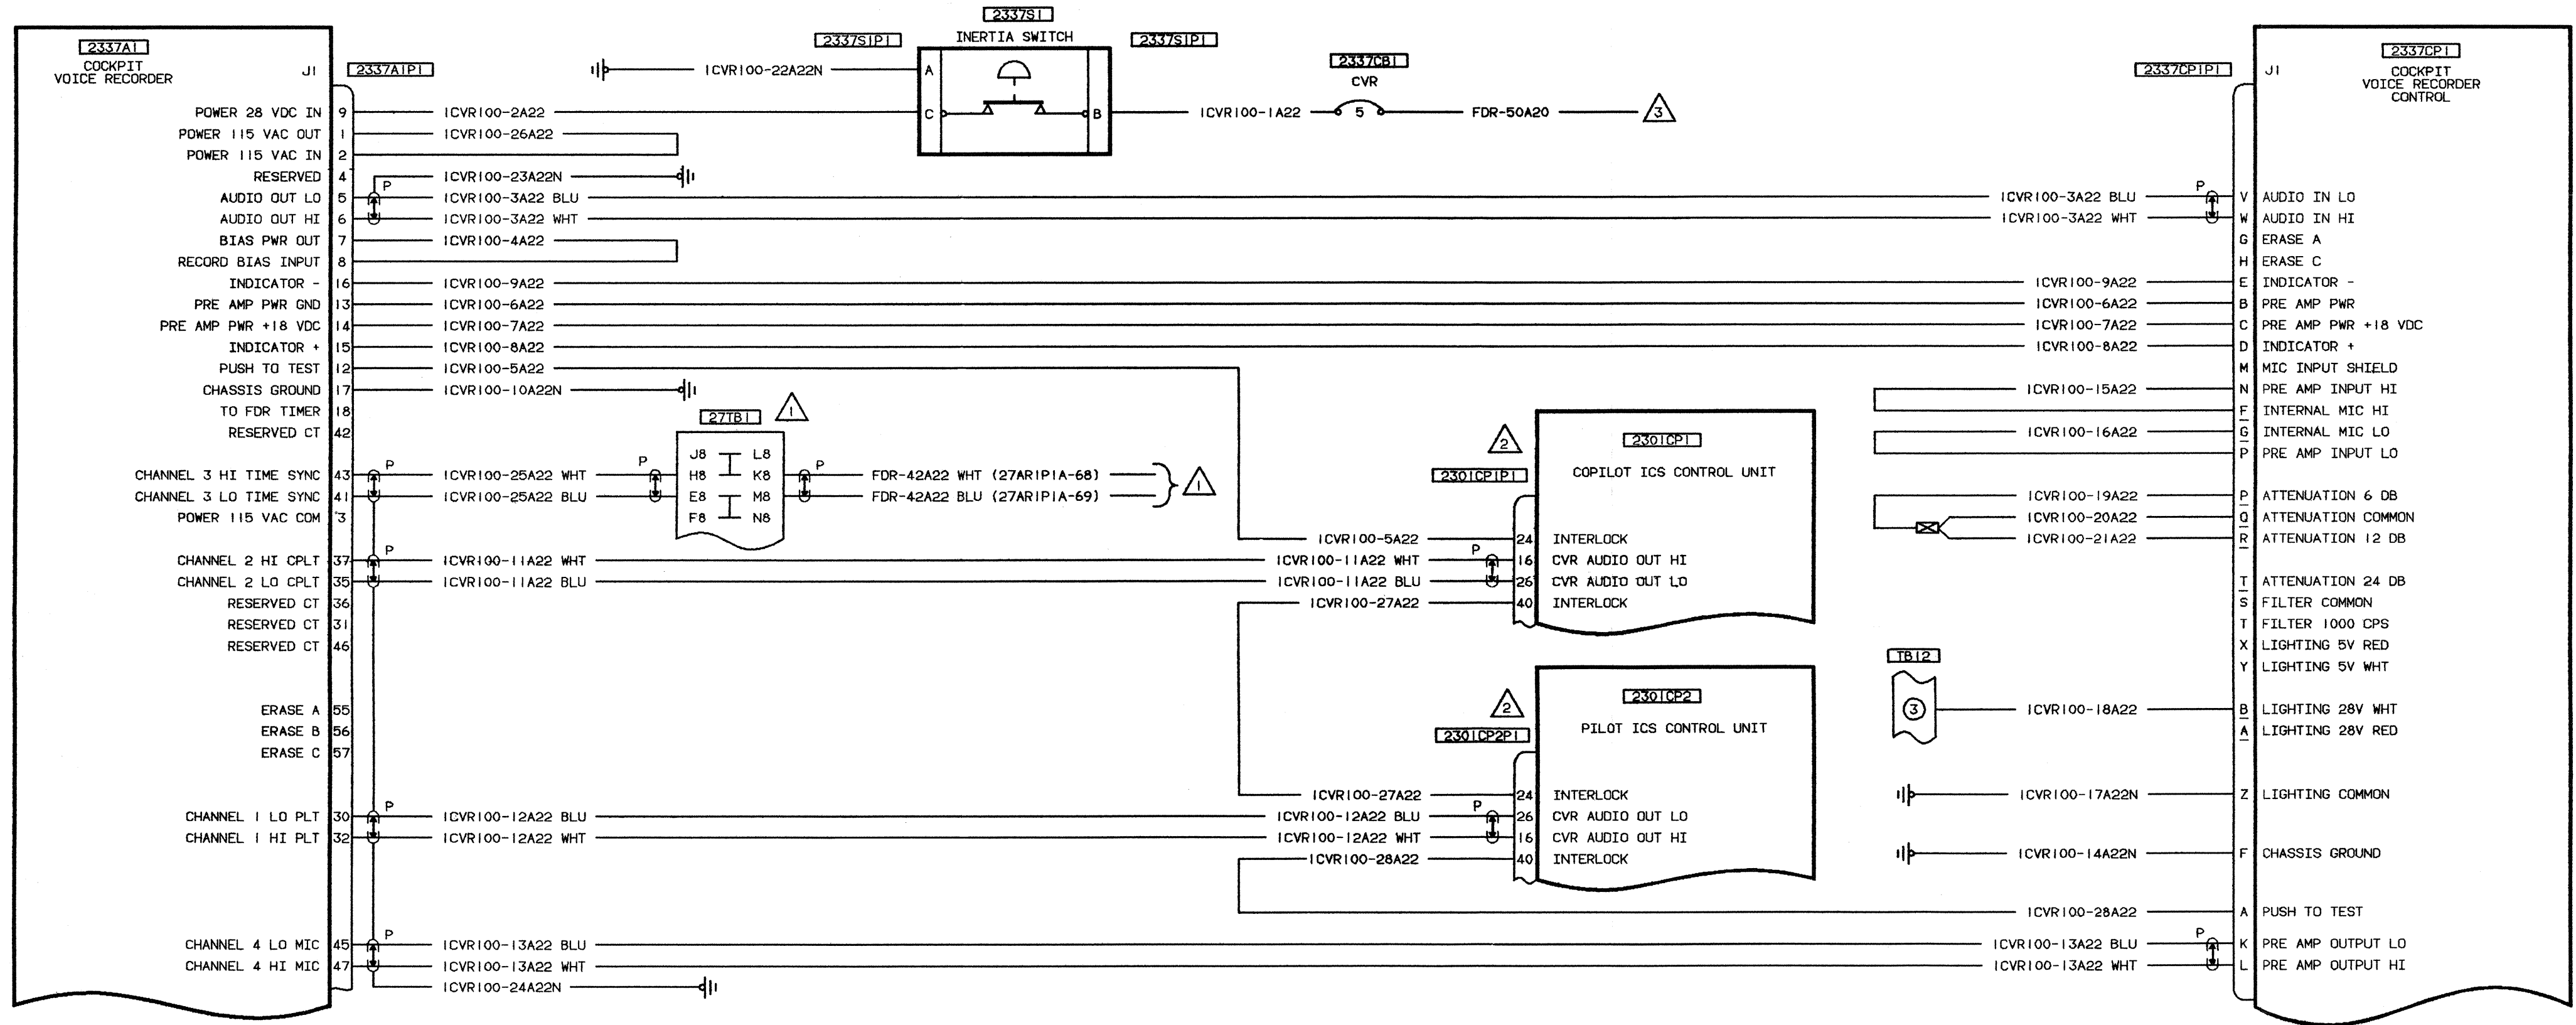 2337A1
COCKPIT
VOICE RECORDER
J1
2337A1P1
POWER 28 VDC IN 9 1CVR100-2A22
POWER 115 VAC OUT 1 1CVR100-26A22
POWER 115 VAC IN 2
RESERVED 4 P 1CVR100-23A22N
AUDIO OUT LO 5 1CVR100-3A22 BLU
AUDIO OUT HI 6 1CVR100-3A22 WHT
BIAS PWR OUT 7 1CVR100-4A22
RECORD BIAS INPUT 8
INDICATOR - 16 1CVR100-9A22
PRE AMP PWR GND 13 1CVR100-6A22
PRE AMP PWR +18 VDC 14 1CVR100-7A22
INDICATOR + 15 1CVR100-8A22
PUSH TO TEST 12 1CVR100-5A22
CHASSIS GROUND 17 1CVR100-10A22N
TO FDR TIMER 18
RESERVED CT 42
CHANNEL 3 HI TIME SYNC 43 P 1CVR100-25A22 WHT P
CHANNEL 3 LO TIME SYNC 41 1CVR100-25A22 BLU
POWER 115 VAC COM 3
CHANNEL 2 HI CPLT 37 P 1CVR100-11A22 WHT
CHANNEL 2 LO CPLT 35 1CVR100-11A22 BLU
RESERVED CT 36
RESERVED CT 31
RESERVED CT 46
ERASE A 55
ERASE B 56
ERASE C 57
CHANNEL 1 LO PLT 30 P 1CVR100-12A22 BLU
CHANNEL 1 HI PLT 32 1CVR100-12A22 WHT
CHANNEL 4 LO MIC 45 P 1CVR100-13A22 BLU
CHANNEL 4 HI MIC 47 1CVR100-13A22 WHT
1CVR100-24A22N
2337S1
INERTIA SWITCH
2337S1P1
2337S1P1
1CVR100-22A22N A
C B
1CVR100-1A22
2337CB1
CVR
5
FDR-50A20
3
27TB1
1
J8 L8
H8 K8
E8 M8
F8 N8
P
FDR-42A22 WHT (27AR1P1A-68)
FDR-42A22 BLU (27AR1P1A-69)
1
2
2301CP1
COPILOT ICS CONTROL UNIT
2301CP1P1
1CVR100-5A22 24 INTERLOCK
1CVR100-11A22 WHT P 16 CVR AUDIO OUT HI
1CVR100-11A22 BLU 26 CVR AUDIO OUT LO
1CVR100-27A22 40 INTERLOCK
2
2301CP2
PILOT ICS CONTROL UNIT
2301CP2P1
1CVR100-27A22 24 INTERLOCK
1CVR100-12A22 BLU P 26 CVR AUDIO OUT LO
1CVR100-12A22 WHT 16 CVR AUDIO OUT HI
1CVR100-28A22 40 INTERLOCK
2337CP1P1
J1
2337CP1
COCKPIT
VOICE RECORDER
CONTROL
1CVR100-3A22 BLU P V AUDIO IN LO
1CVR100-3A22 WHT W AUDIO IN HI
G ERASE A
H ERASE C
1CVR100-9A22 E INDICATOR -
1CVR100-6A22 B PRE AMP PWR
1CVR100-7A22 C PRE AMP PWR +18 VDC
1CVR100-8A22 D INDICATOR +
M MIC INPUT SHIELD
1CVR100-15A22 N PRE AMP INPUT HI
F INTERNAL MIC HI
1CVR100-16A22 G INTERNAL MIC LO
P PRE AMP INPUT LO
1CVR100-19A22 P ATTENUATION 6 DB
1CVR100-20A22 Q ATTENUATION COMMON
1CVR100-21A22 R ATTENUATION 12 DB
T ATTENUATION 24 DB
S FILTER COMMON
T FILTER 1000 CPS
X LIGHTING 5V RED
Y LIGHTING 5V WHT
TB12
3
1CVR100-18A22 B LIGHTING 28V WHT
A LIGHTING 28V RED
1CVR100-17A22N Z LIGHTING COMMON
1CVR100-14A22N F CHASSIS GROUND
1CVR100-28A22 A PUSH TO TEST
1CVR100-13A22 BLU P K PRE AMP OUTPUT LO
1CVR100-13A22 WHT L PRE AMP OUTPUT HI